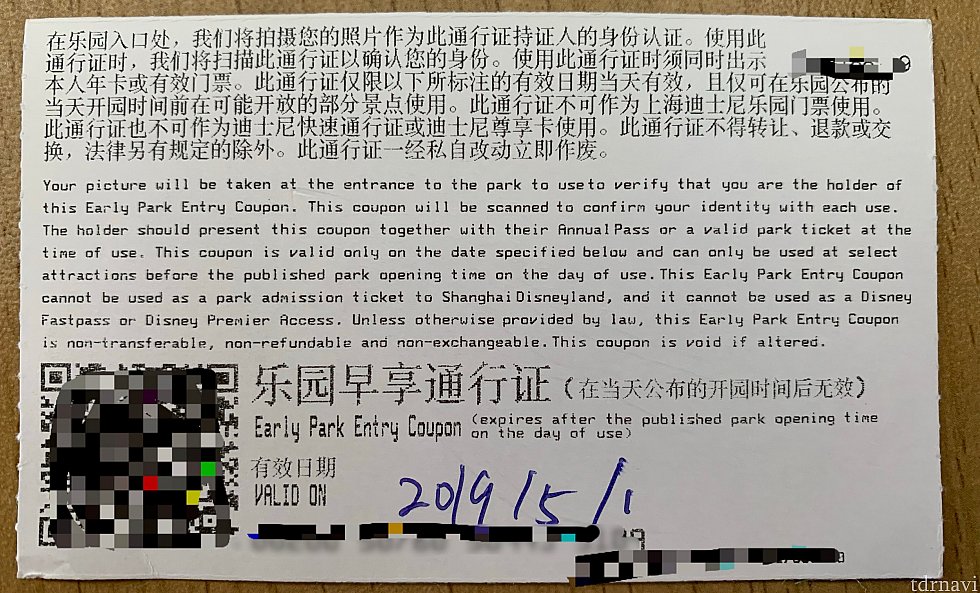 在乐园入口处，我们将拍摄您的照片作为此通行证持证人的身份认证。使用此
通行证时，我们将扫描此通行证以确认您的身份。使用此通行证时须同时出示
本人年卡或有效门票。此通行证仅限以下所标注的有效日期当天有效，且仅可在乐园公布的
当天开园时间前在可能开放的部分景点使用。此通行证不可作为上海迪士尼乐园门票使用。
此通行证也不可作为迪士尼快速通行证或迪士尼尊享卡使用。此通行证不得转让、退款或交
换，法律另有规定的除外。此通行证一经私自改动立即作废。
Your picture will be taken at the entrance to the park to use to verify that you are the holder of
this Early Park Entry Coupon. This coupon will be scanned to confirm your identity with each use.
The holder should present this coupon together with their Annual Pass or a valid park ticket at the
time of use. This coupon is valid only on the date specified below and can only be used at select
attractions before the published park opening time on the day of use. This Early Park Entry Coupon
cannot be used as a park admission ticket to Shanghai Disneyland, and it cannot be used as a Disney
Fastpass or Disney Premier Access. Unless otherwise provided by law, this Early Park Entry Coupon
is non-transferable, non-refundable and non-exchangeable. This coupon is void if altered.
乐园早享通行证（在当天公布的开园时间后无效）
Early Park Entry Coupon (expires after the published park opening time
on the day of use)
有效日期
VALID ON 2019/5/1
tdrnavi